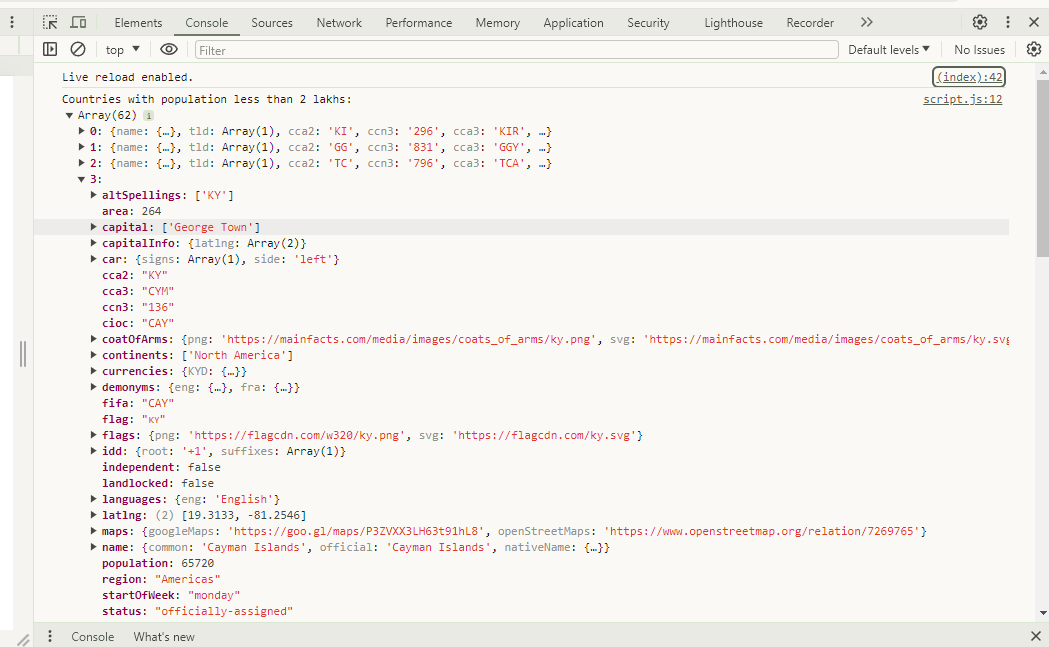 Elements Console Sources Network Performance Memory Application Security Lighthouse Recorder
top Filter Default levels No Issues
Live reload enabled. (index):42
Countries with population less than 2 lakhs: script.js:12
Array(62) i
0: {name: {…}, tld: Array(1), cca2: 'KI', ccn3: '296', cca3: 'KIR', …}
1: {name: {…}, tld: Array(1), cca2: 'GG', ccn3: '831', cca3: 'GGY', …}
2: {name: {…}, tld: Array(1), cca2: 'TC', ccn3: '796', cca3: 'TCA', …}
3:
altSpellings: ['KY']
area: 264
capital: ['George Town']
capitalInfo: {latlng: Array(2)}
car: {signs: Array(1), side: 'left'}
cca2: "KY"
cca3: "CYM"
ccn3: "136"
cioc: "CAY"
coatOfArms: {png: 'https://mainfacts.com/media/images/coats_of_arms/ky.png', svg: 'https://mainfacts.com/media/images/coats_of_arms/ky.svg
continents: ['North America']
currencies: {KYD: {…}}
demonyms: {eng: {…}, fra: {…}}
fifa: "CAY"
flag: "KY"
flags: {png: 'https://flagcdn.com/w320/ky.png', svg: 'https://flagcdn.com/ky.svg'}
idd: {root: '+1', suffixes: Array(1)}
independent: false
landlocked: false
languages: {eng: 'English'}
latlng: (2) [19.3133, -81.2546]
maps: {googleMaps: 'https://goo.gl/maps/P3ZVXX3LH63t91hL8', openStreetMaps: 'https://www.openstreetmap.org/relation/7269765'}
name: {common: 'Cayman Islands', official: 'Cayman Islands', nativeName: {…}}
population: 65720
region: "Americas"
startOfWeek: "monday"
status: "officially-assigned"
Console What's new